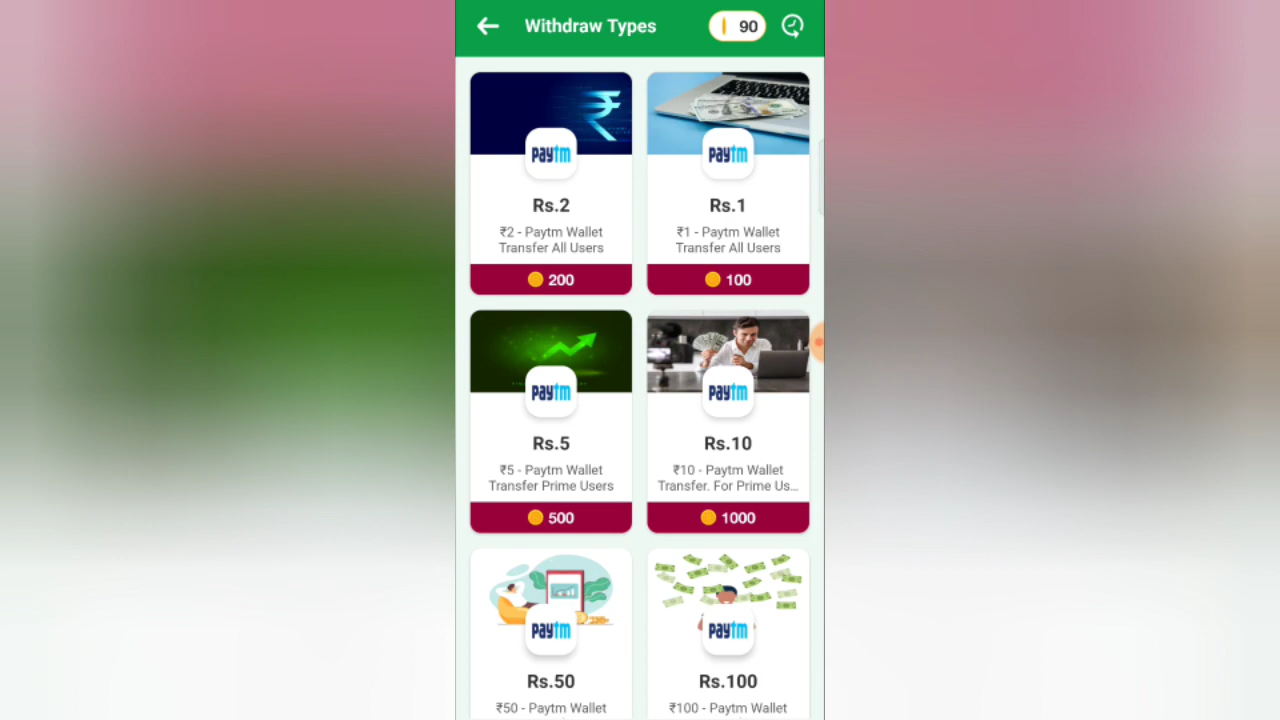 Withdraw Types
90
paytm
paytm
Rs.2
Rs.1
₹2 - Paytm Wallet
Transfer All Users
₹1 - Paytm Wallet
Transfer All Users
200
100
paytm
paytm
Rs.5
Rs.10
₹5 - Paytm Wallet
Transfer Prime Users
₹10 - Paytm Wallet
Transfer. For Prime Us...
500
1000
paytm
paytm
Rs.50
Rs.100
₹50 - Paytm Wallet
₹100 - Paytm Wallet